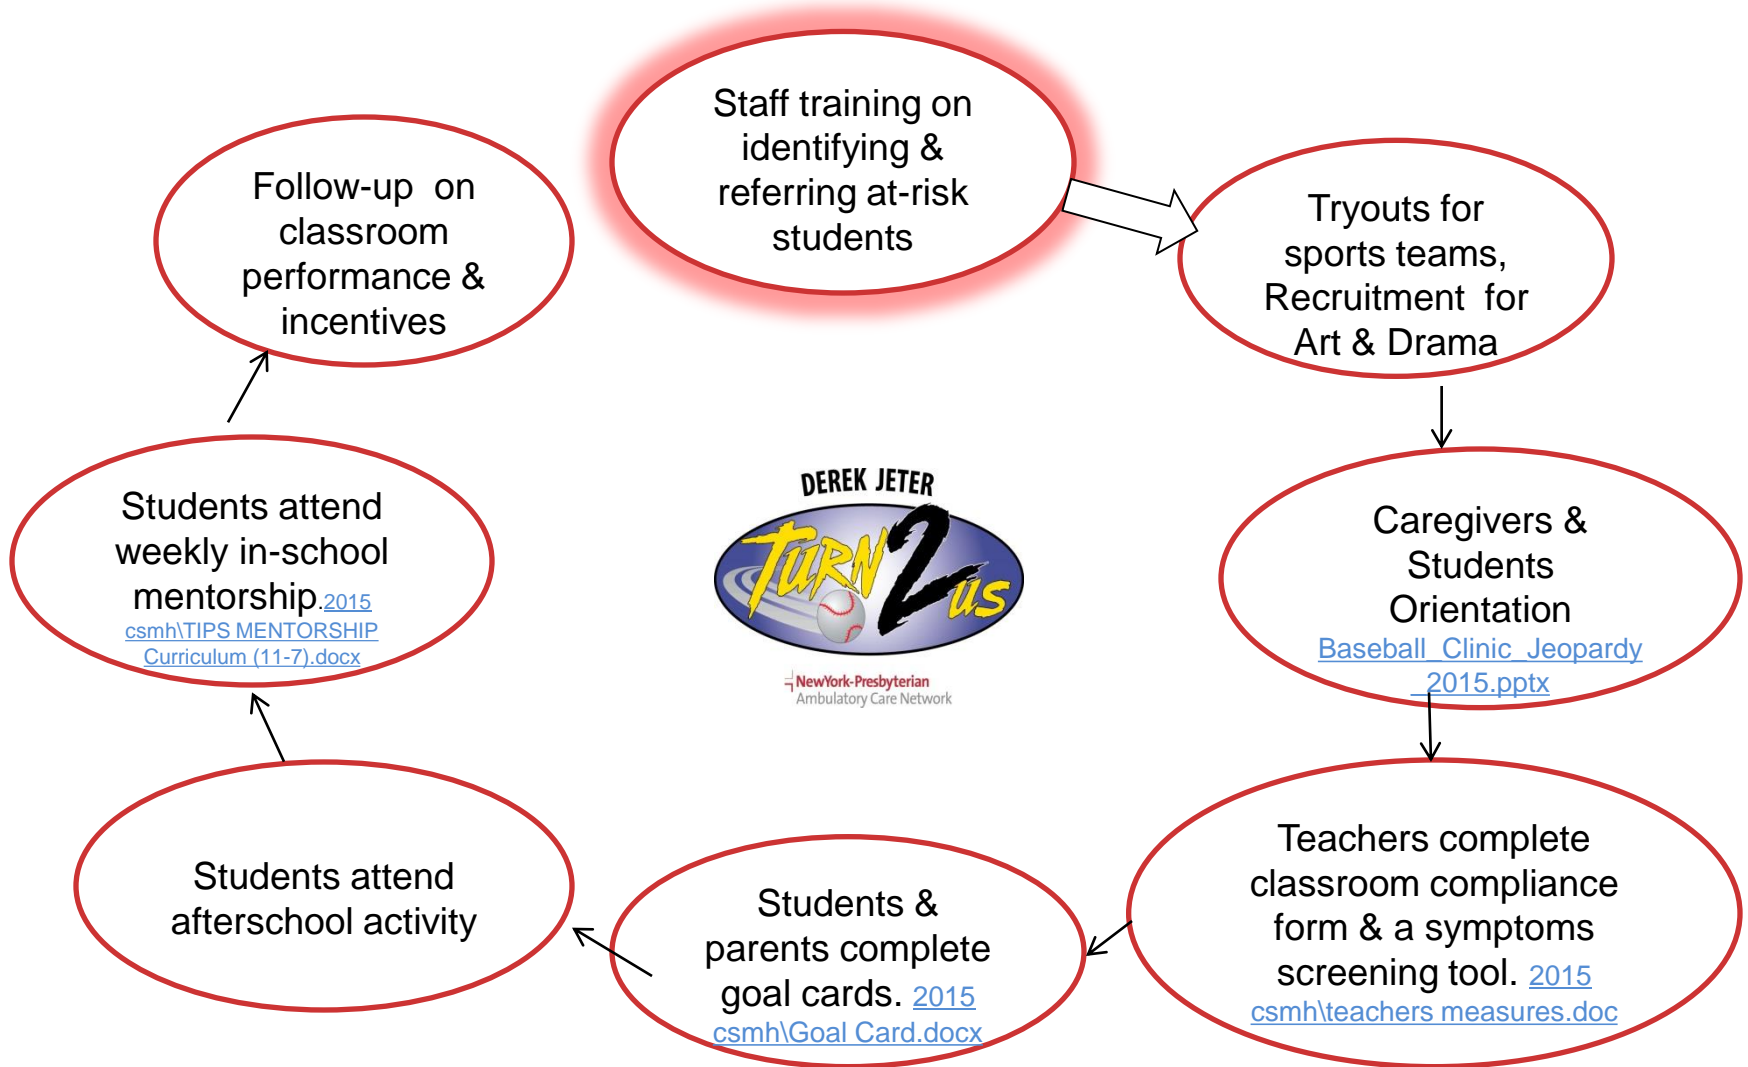 Staff training on
identifying &
referring at-risk
students
Tryouts for
sports teams,
Recruitment for
Art & Drama
Caregivers &
Students
Orientation
Baseball_Clinic_Jeopardy
_2015.pptx
Teachers complete
classroom compliance
form & a symptoms
screening tool. 2015
csmh\teachers measures.doc
Students &
parents complete
goal cards. 2015
csmh\Goal Card.docx
Students attend
afterschool activity
Students attend
weekly in-school
mentorship.2015
csmh\TIPS MENTORSHIP
Curriculum (11-7).docx
Follow-up on
classroom
performance &
incentives
DEREK JETER
TURN 2 us
NewYork-Presbyterian
Ambulatory Care Network